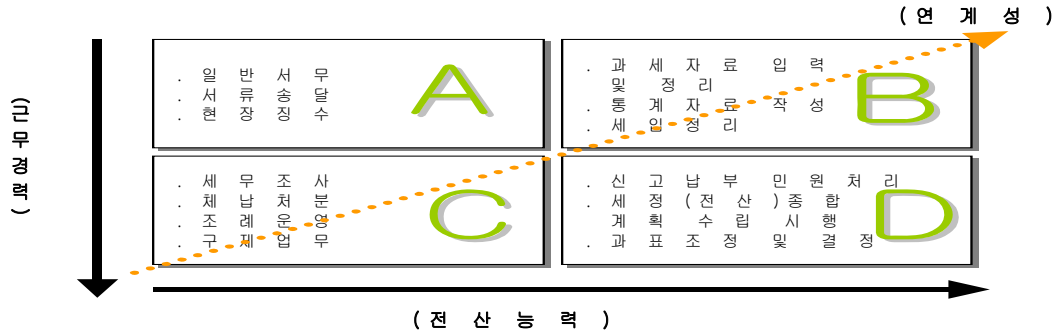 (연 계 성)
(근무경력)
. 일 반 서 무
. 서 류 송 달
. 현 장 징 수
A
. 과 세 자 료 입 력
및 정 리
. 통 계 자 료 작 성
. 세 입 정 리
B
. 세 무 조 사
. 체 납 처 분
. 조 례 운 영
. 구 제 업 무
C
. 신 고 납 부 민 원 처 리
. 세 정 (전 산) 종 합
계 획 수 립 시 행
. 과 표 조 정 및 결 정
D
(전 산 능 력)